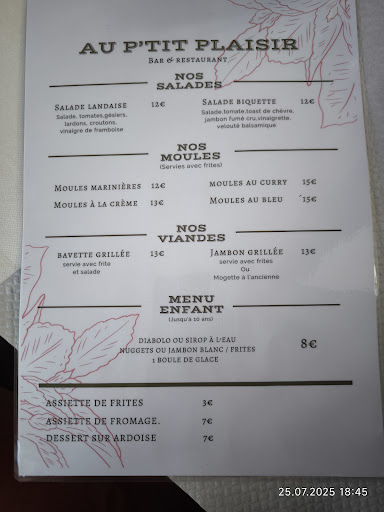 AU P'TIT PLAISIR
BAR & RESTAURANT
NOS
SALADES
SALADE LANDAISE 12€
Salade, tomates,gésiers,
lardons, croutons,
vinaigre de framboise
SALADE BIQUETTE 12€
Salade,tomate,toast de chèvre,
jambon fumé cru,vinaigrette,
velouté balsamique
NOS
MOULES
(Servies avec frites)
MOULES MARINIÈRES 12€
MOULES AU CURRY 15€
MOULES À LA CRÈME 13€
MOULES AU BLEU 15€
NOS
VIANDES
BAVETTE GRILLÉE 13€
servie avec frite
et salade
JAMBON GRILLÉE 13€
servie avec frites
Ou
Mogette à l'ancienne
MENU
ENFANT
(Jusqu'à 10 ans)
DIABOLO OU SIROP À L'EAU
NUGGETS OU JAMBON BLANC / FRITES
1 BOULE DE GLACE
8€
ASSIETTE DE FRITES 3€
ASSIETTE DE FROMAGE. 7€
DESSERT SUR ARDOISE 7€
25.07.2025 18:45